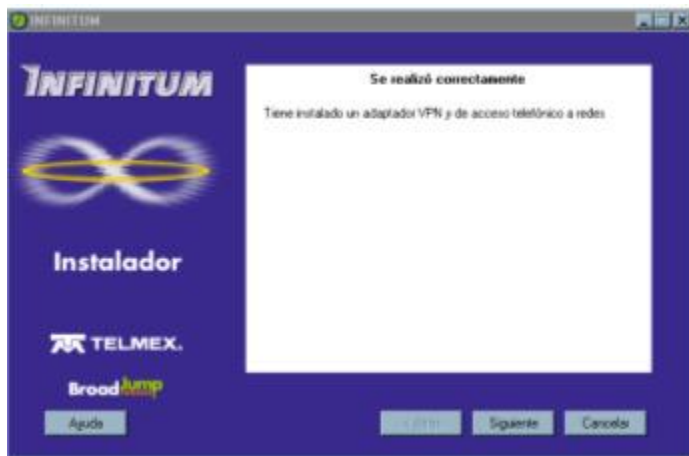 INFINITUM
INFINITUM
Se realizó correctamente
Tiene instalado un adaptador VPN y de acceso telefónico a redes
Instalador
TELMEX.
BroadJump
Ayuda
Siguiente
Cancelar